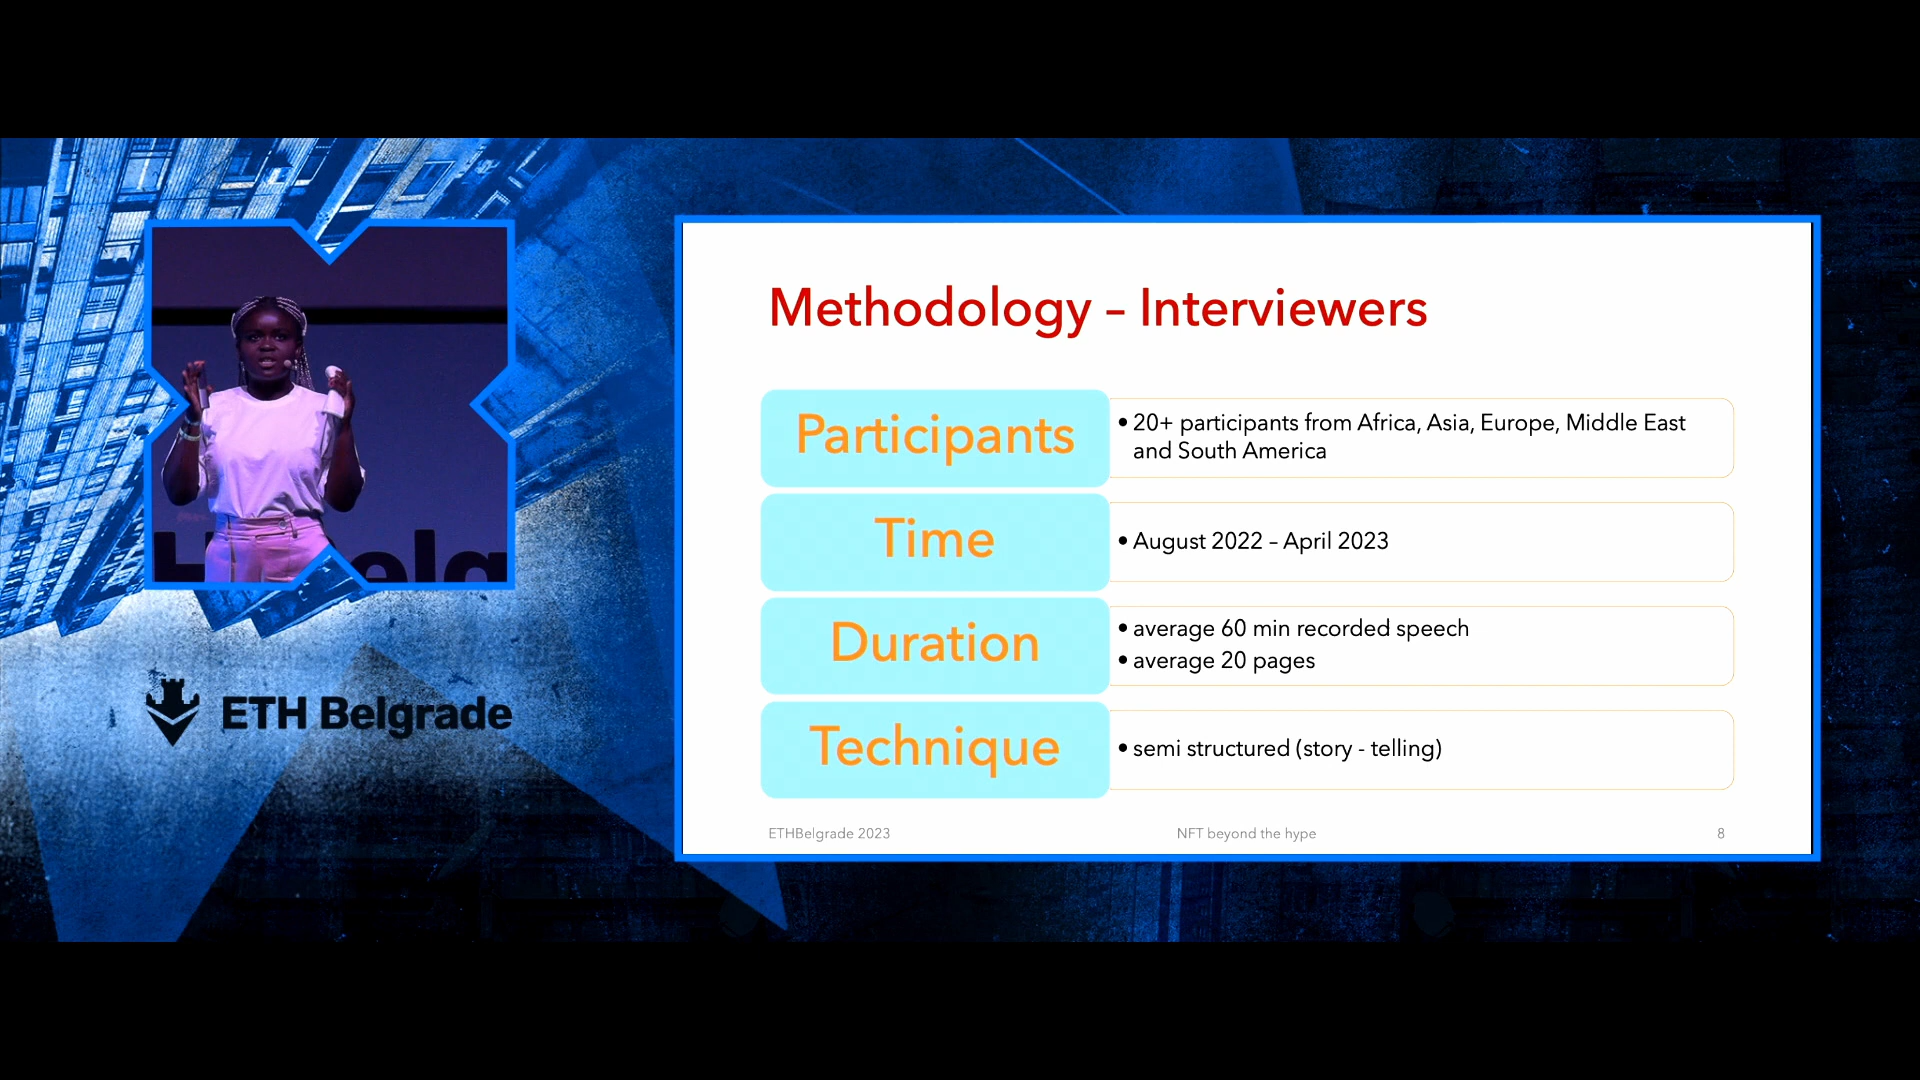 Methodology – Interviewers
Participants
• 20+ participants from Africa, Asia, Europe, Middle East
and South America
Time
• August 2022 – April 2023
Duration
• average 60 min recorded speech
• average 20 pages
Technique
• semi structured (story - telling)
ETHBelgrade 2023
NFT beyond the hype
8
H Belg
ETH Belgrade